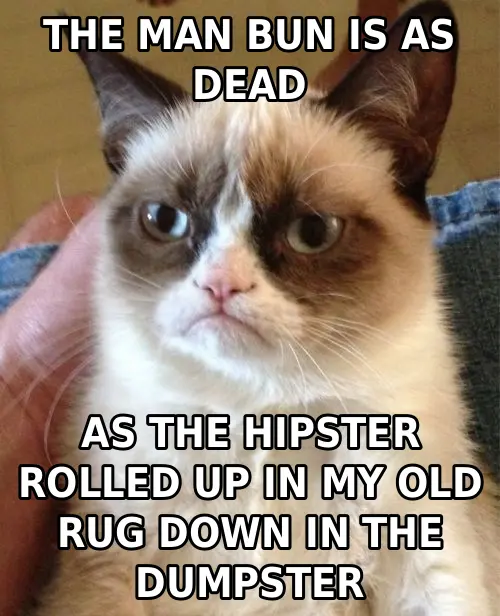 THE MAN BUN IS AS
DEAD
AS THE HIPSTER
ROLLED UP IN MY OLD
RUG DOWN IN THE
DUMPSTER